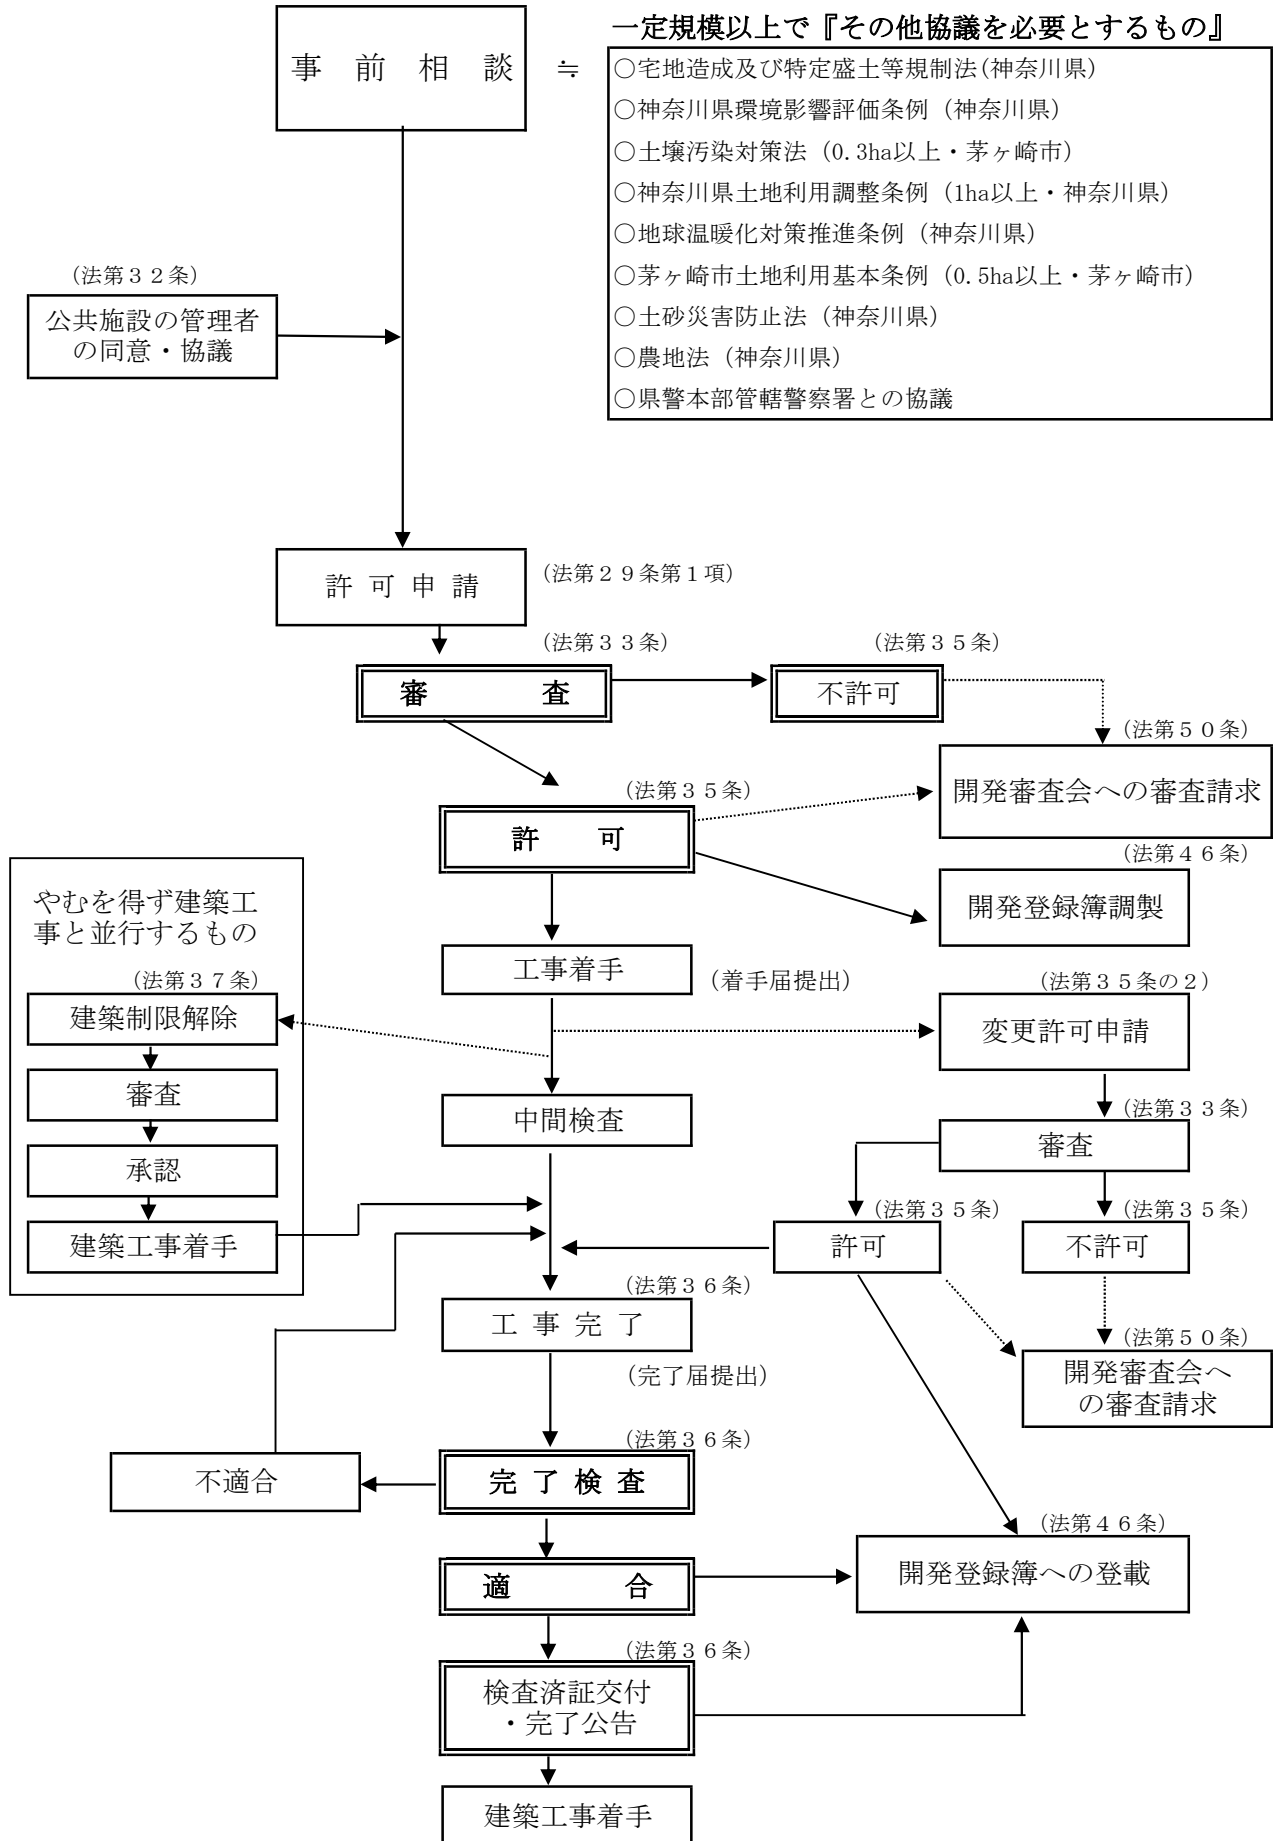 一定規模以上で『その他協議を必要とするもの』
事　前　相　談
≒
○宅地造成及び特定盛土等規制法(神奈川県)
○神奈川県環境影響評価条例（神奈川県）
○土壌汚染対策法（0.3ha以上・茅ヶ崎市）
○神奈川県土地利用調整条例（1ha以上・神奈川県）
○地球温暖化対策推進条例（神奈川県）
○茅ヶ崎市土地利用基本条例（0.5ha以上・茅ヶ崎市）
○土砂災害防止法（神奈川県）
○農地法（神奈川県）
○県警本部管轄警察署との協議
（法第３２条）
公共施設の管理者
の同意・協議
許 可 申 請
（法第２９条第１項）
（法第３３条）
（法第３５条）
審　　　　査
不許可
（法第５０条）
開発審査会への審査請求
（法第３５条）
許　　可
（法第４６条）
開発登録簿調製
やむを得ず建築工
事と並行するもの
（法第３７条）
建築制限解除
審査
承認
建築工事着手
工事着手
（着手届提出）
（法第３５条の２）
変更許可申請
中間検査
（法第３３条）
審査
（法第３５条）
許可
（法第３５条）
不許可
（法第３６条）
工 事 完 了
（完了届提出）
（法第５０条）
開発審査会へ
の審査請求
（法第３６条）
完 了 検 査
不適合
（法第４６条）
開発登録簿への登載
適　　　　合
（法第３６条）
検査済証交付
・完了公告
建築工事着手